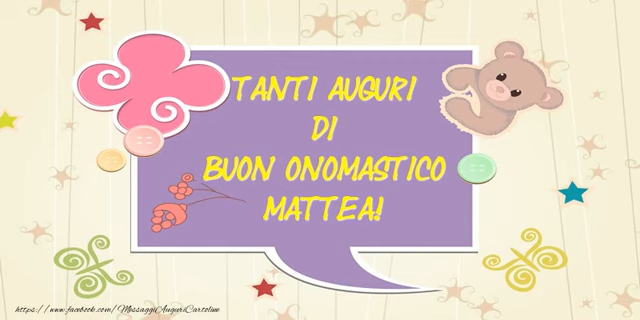 TANTI AUGURI
DI
BUON ONOMASTICO
MATTEA!
https://www.facebook.com/MessaggiAuguriCartoline